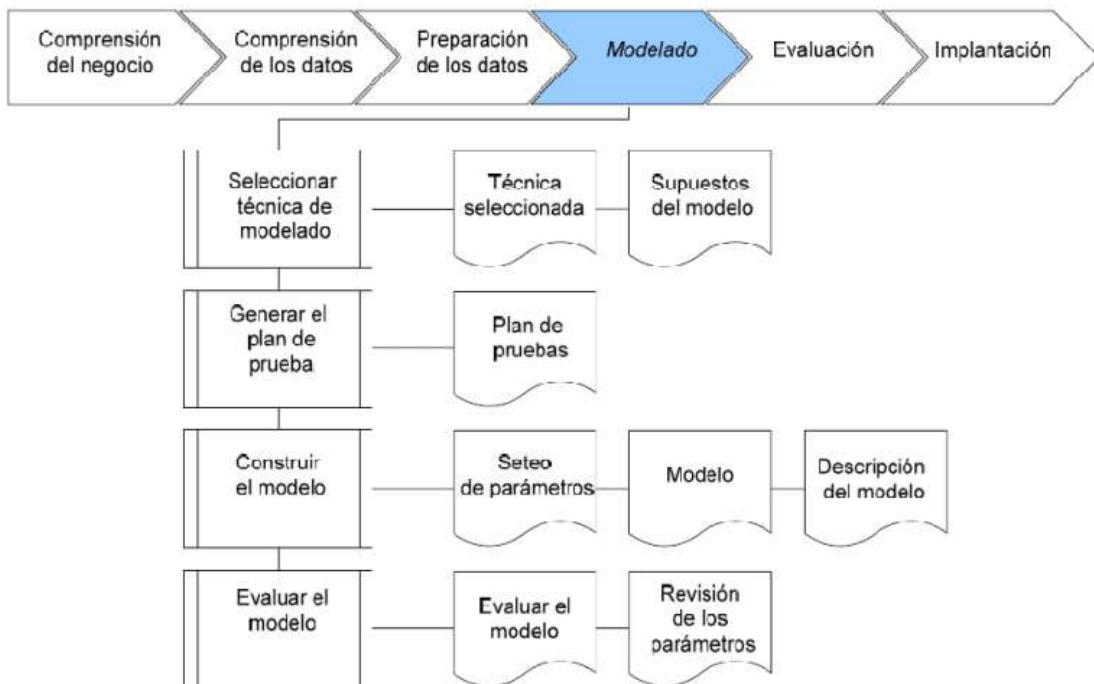 Comprensión
del negocio
Comprensión
de los datos
Preparación
de los datos
Modelado
Evaluación
Implantación
Seleccionar
técnica de
modelado
Técnica
seleccionada
Supuestos
del modelo
Generar el
plan de
prueba
Plan de
pruebas
Construir
el modelo
Seteo
de parámetros
Modelo
Descripción
del modelo
Evaluar el
modelo
Evaluar el
modelo
Revisión
de los
parámetros